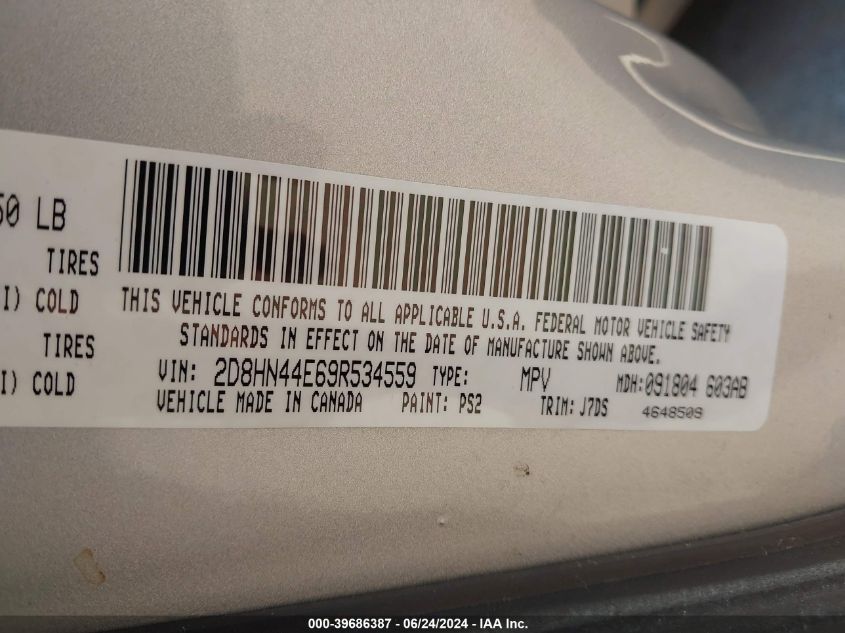 50 LB
TIRES
I) COLD
TIRES
I) COLD
THIS VEHICLE CONFORMS TO ALL APPLICABLE U.S.A. FEDERAL MOTOR VEHICLE SAFETY
STANDARDS IN EFFECT ON THE DATE OF MANUFACTURE SHOWN ABOVE.
VIN: 2D8HN44E69R534559 TYPE: MPV MDH:091804 603AB
VEHICLE MADE IN CANADA PAINT: PS2 TRIM: J7DS 4648509
000-39686387 / 06/24/2024 - IAA Inc.